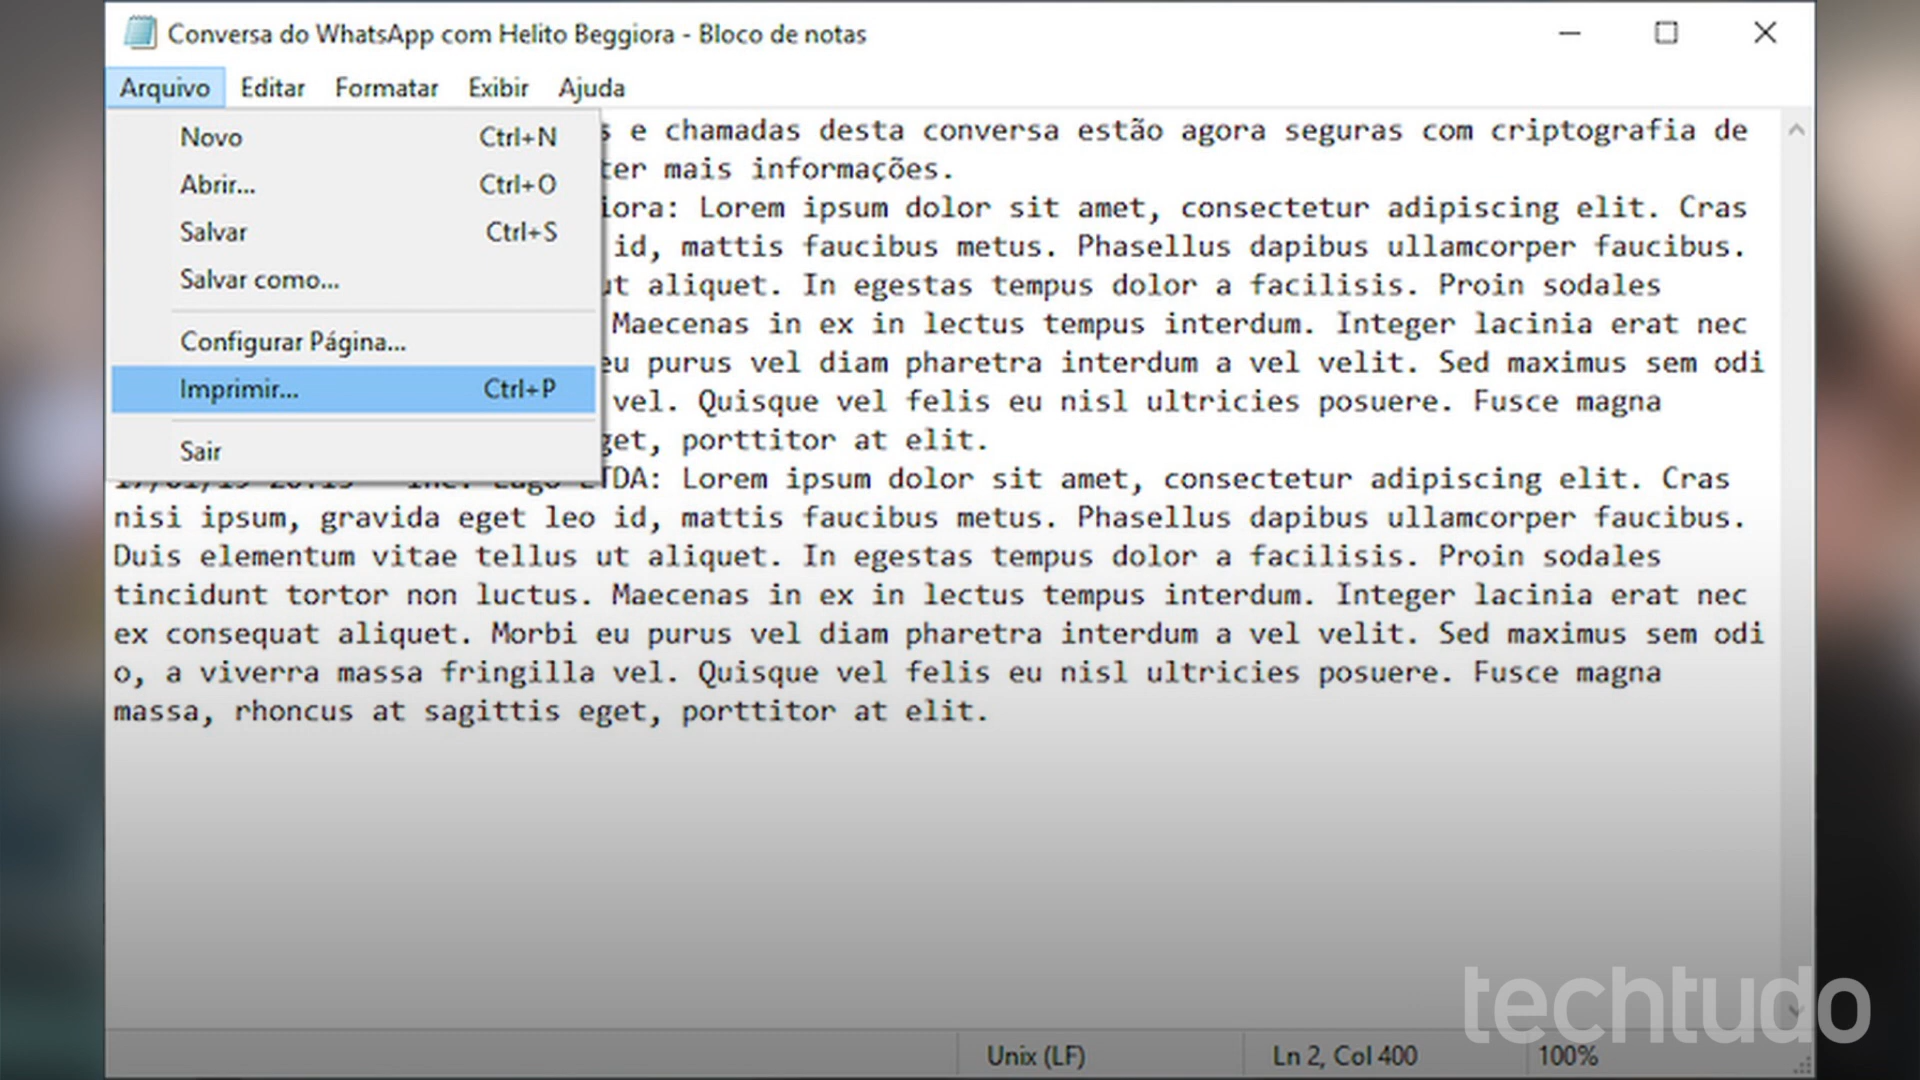 Conversa do WhatsApp com Helito Beggiora - Bloco de notas
Arquivo Editar Formatar Exibir Ajuda
Novo Ctrl+N
Abrir... Ctrl+O
Salvar Ctrl+S
Salvar como...
Configurar Página...
Imprimir... Ctrl+P
Sair
e chamadas desta conversa estão agora seguras com criptografia de
ter mais informações.
iora: Lorem ipsum dolor sit amet, consectetur adipiscing elit. Cras
id, mattis faucibus metus. Phasellus dapibus ullamcorper faucibus.
ut aliquet. In egestas tempus dolor a facilisis. Proin sodales
Maecenas in ex in lectus tempus interdum. Integer lacinia erat nec
eu purus vel diam pharetra interdum a vel velit. Sed maximus sem odi
vel. Quisque vel felis eu nisl ultricies posuere. Fusce magna
get, porttitor at elit.
LTDA: Lorem ipsum dolor sit amet, consectetur adipiscing elit. Cras
nisi ipsum, gravida eget leo id, mattis faucibus metus. Phasellus dapibus ullamcorper faucibus.
Duis elementum vitae tellus ut aliquet. In egestas tempus dolor a facilisis. Proin sodales
tincidunt tortor non luctus. Maecenas in ex in lectus tempus interdum. Integer lacinia erat nec
ex consequat aliquet. Morbi eu purus vel diam pharetra interdum a vel velit. Sed maximus sem odi
o, a viverra massa fringilla vel. Quisque vel felis eu nisl ultricies posuere. Fusce magna
massa, rhoncus at sagittis eget, porttitor at elit.
techtudo
Unix (LF) Ln 2, Col 400 100%